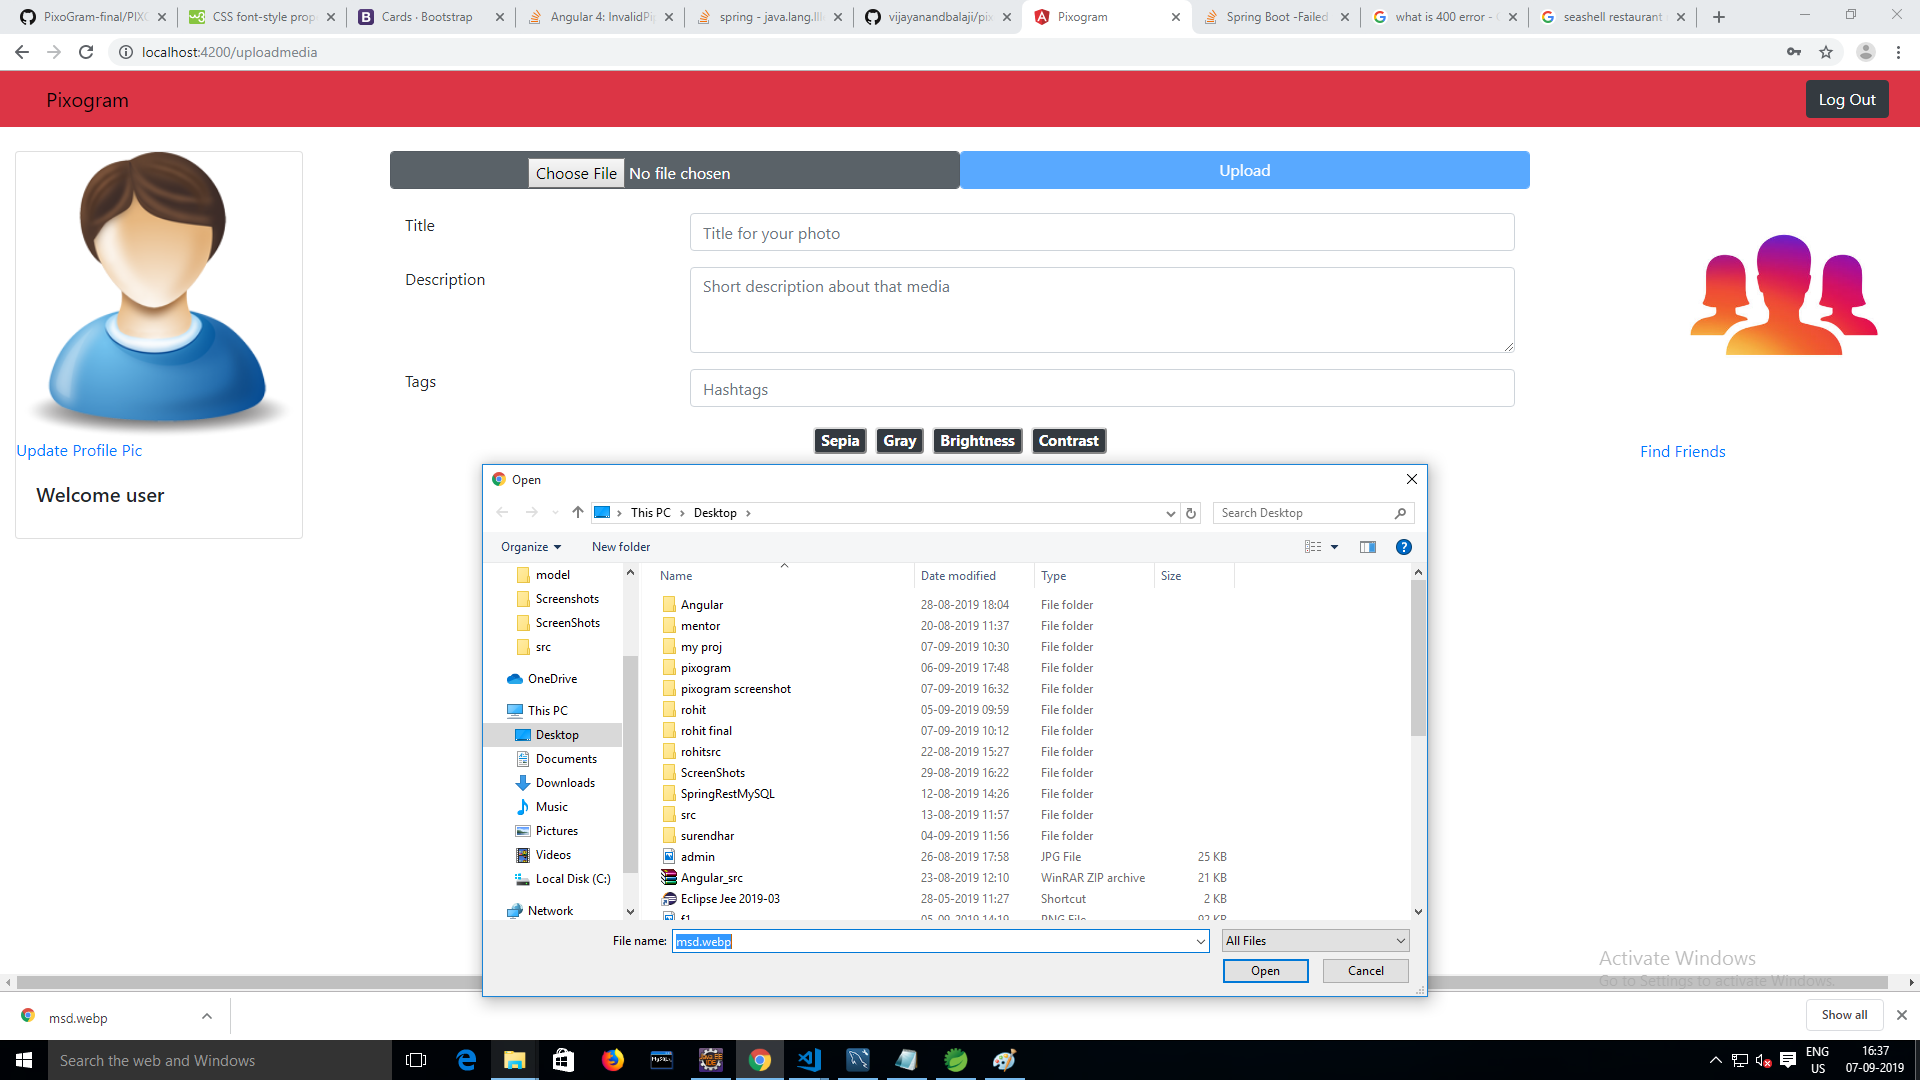 PixoGram-final/PIXO
CSS font-style prop
Cards · Bootstrap
Angular 4: InvalidPi
spring - java.lang.Ill
vijayanandbalaji/pix
Pixogram
Spring Boot -Failed
what is 400 error -
seashell restaurant
localhost:4200/uploadmedia
Pixogram
Log Out
Choose File No file chosen
Upload
Title
Title for your photo
Description
Short description about that media
Tags
Hashtags
Sepia
Gray
Brightness
Contrast
Update Profile Pic
Welcome user
Find Friends
Open
This PC
Desktop
Search Desktop
Organize
New folder
model
Screenshots
ScreenShots
src
OneDrive
This PC
Desktop
Documents
Downloads
Music
Pictures
Videos
Local Disk (C:)
Network
Name Date modified Type Size
Angular 28-08-2019 18:04 File folder
mentor 20-08-2019 11:37 File folder
my proj 07-09-2019 10:30 File folder
pixogram 06-09-2019 17:48 File folder
pixogram screenshot 07-09-2019 16:32 File folder
rohit 05-09-2019 09:59 File folder
rohit final 07-09-2019 10:12 File folder
rohitsrc 22-08-2019 15:27 File folder
ScreenShots 29-08-2019 16:22 File folder
SpringRestMySQL 12-08-2019 14:26 File folder
src 13-08-2019 11:57 File folder
surendhar 04-09-2019 11:56 File folder
admin 26-08-2019 17:58 JPG File 25 KB
Angular_src 23-08-2019 12:10 WinRAR ZIP archive 21 KB
Eclipse Jee 2019-03 28-05-2019 11:27 Shortcut 2 KB
f1 05-09-2019 14:19 PNG File 92 KB
File name: msd.webp
All Files
Open
Cancel
Activate Windows
Go to Settings to activate Windows.
msd.webp
Show all
Search the web and Windows
ENG
US
16:37
07-09-2019